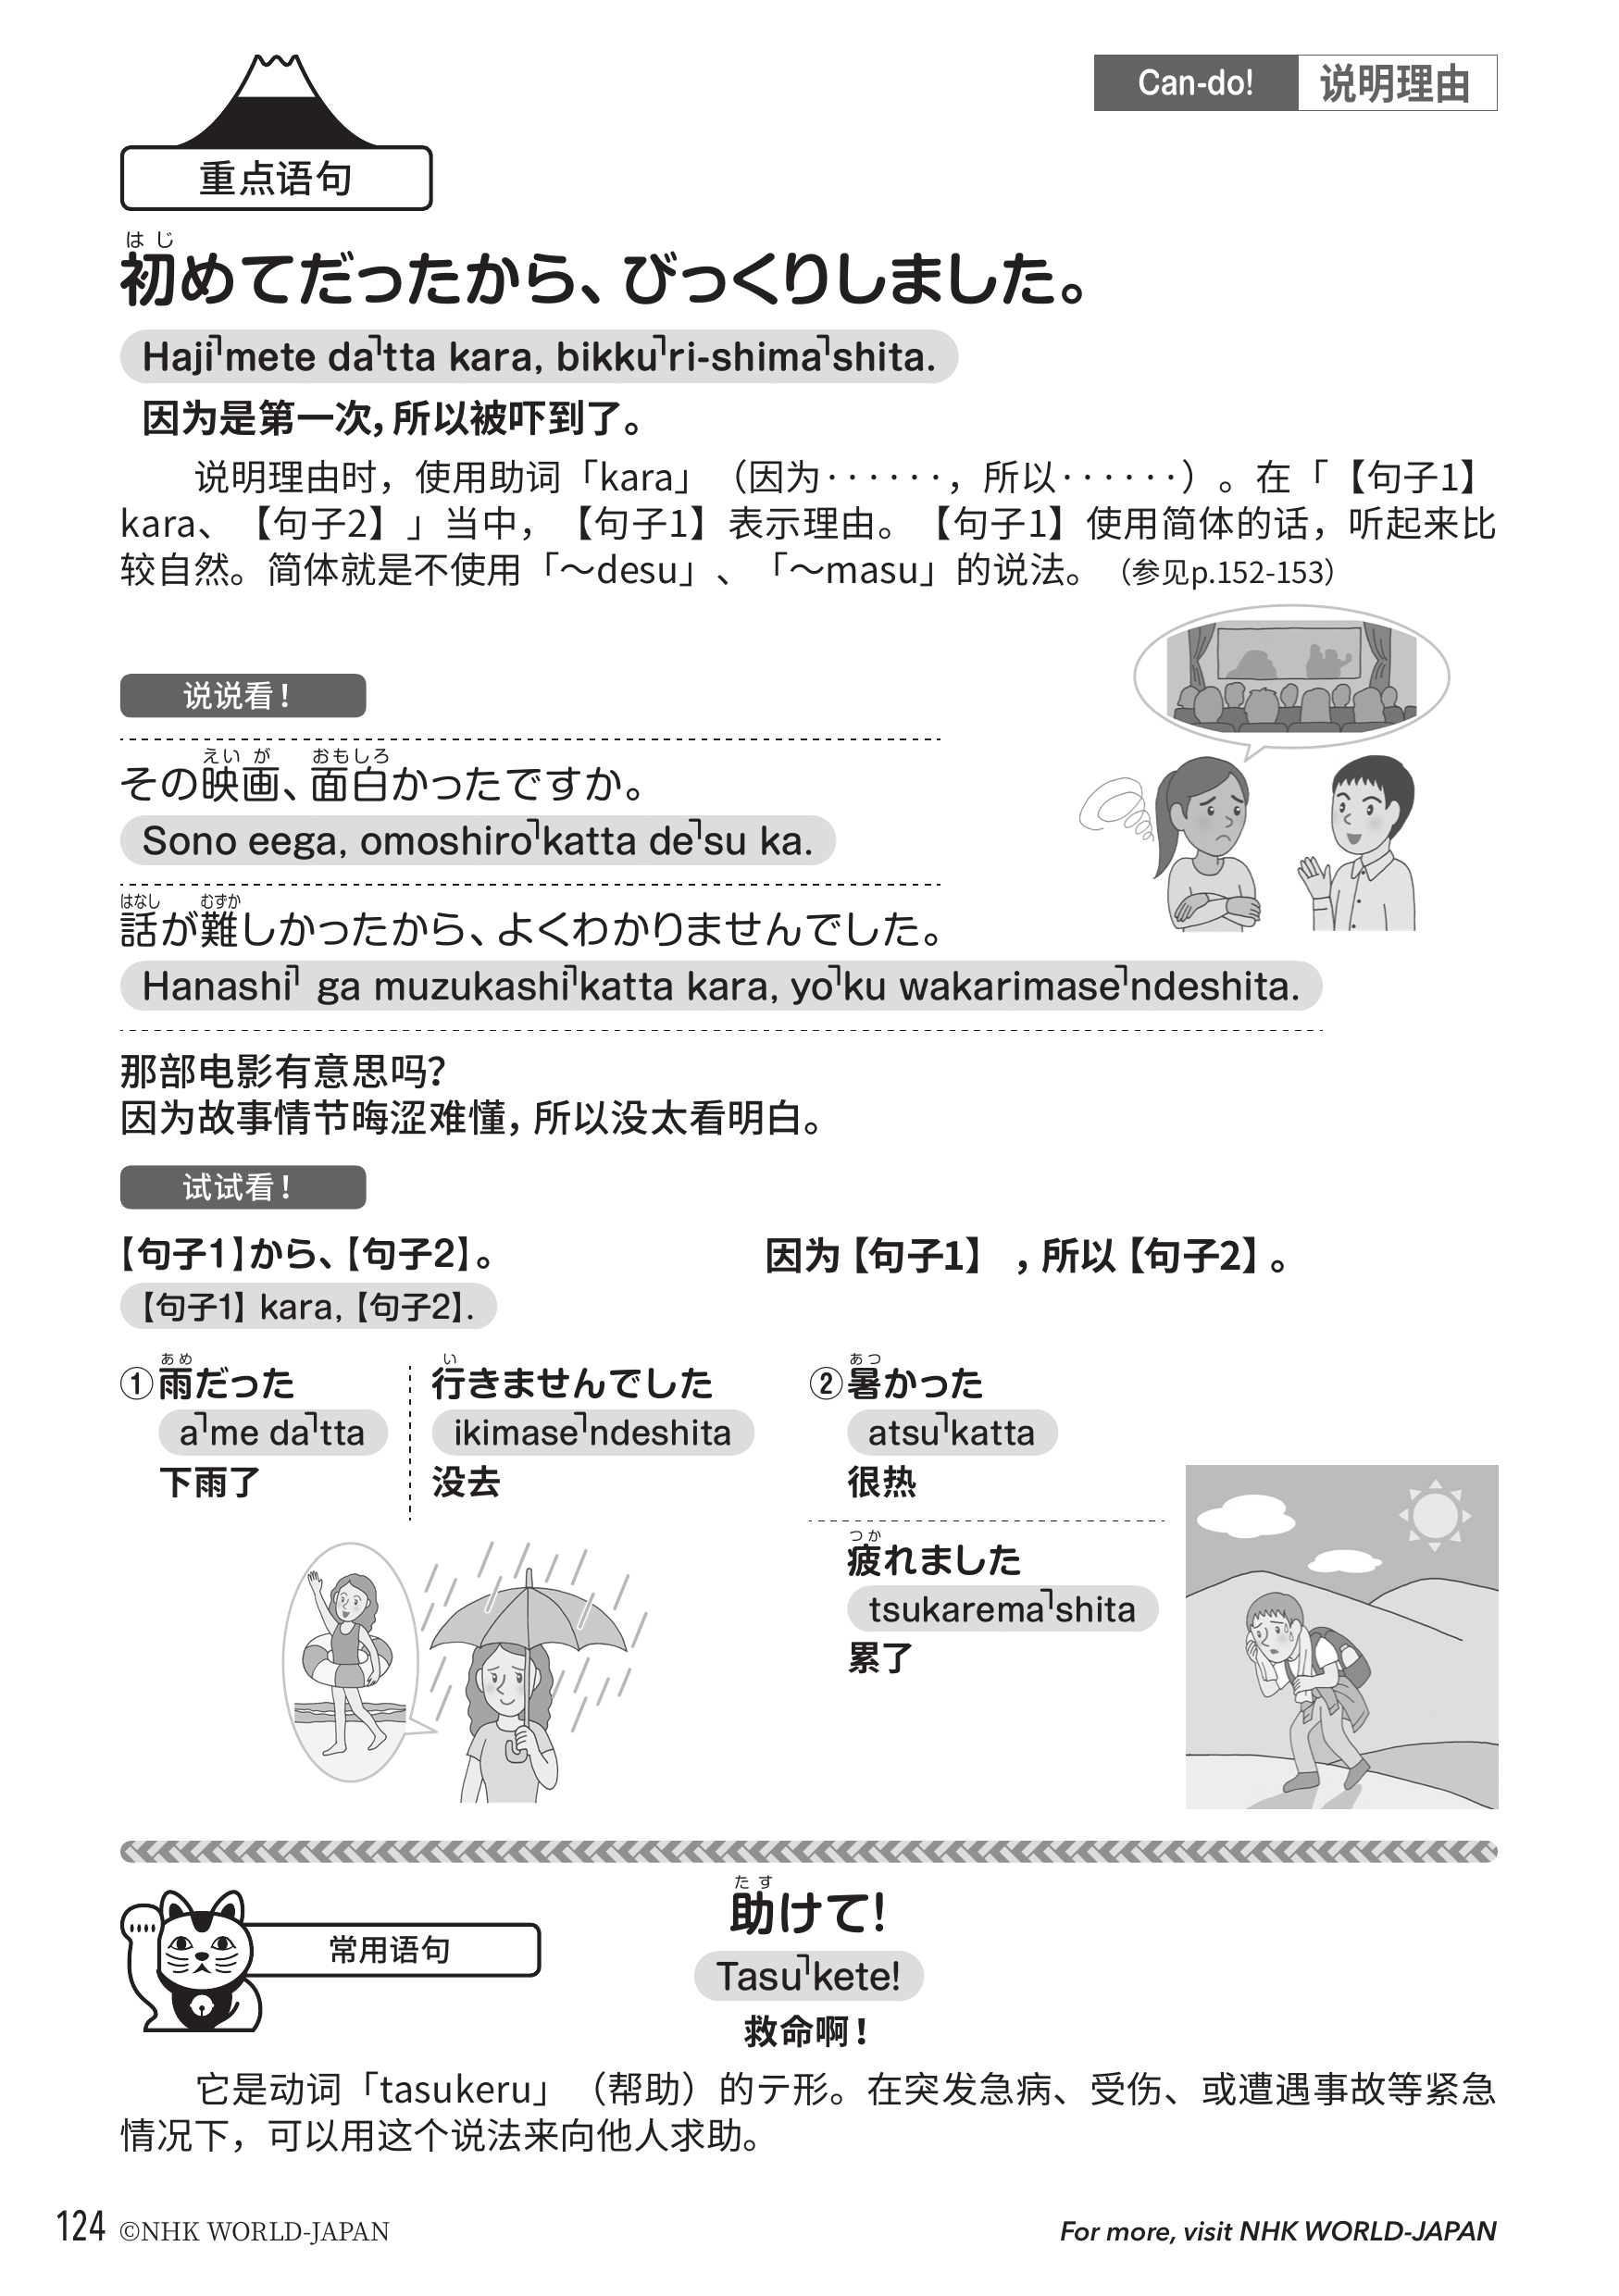 Can-do! 说明理由
重点语句
はじ
初めてだったから、びっくりしました。
Haji˥mete da˥tta kara, bikku˥ri-shima˥shita.
因为是第一次，所以被吓到了。
说明理由时，使用助词「kara」（因为······，所以······）。在「【句子1】
kara、【句子2】」当中，【句子1】表示理由。【句子1】使用简体的话，听起来比
较自然。简体就是不使用「～desu」、「～masu」的说法。（参见p.152-153）
说说看！
えいが おもしろ
その映画、面白かったですか。
Sono eega, omoshiro˥katta de˥su ka.
はなし むずか
話が難しかったから、よくわかりませんでした。
Hanashi˥ ga muzukashi˥katta kara, yo˥ku wakarimase˥ndeshita.
那部电影有意思吗？
因为故事情节晦涩难懂，所以没太看明白。
试试看！
【句子1】から、【句子2】。 因为【句子1】，所以【句子2】。
【句子1】kara,【句子2】.
あめ
①雨だった
a˥me da˥tta
下雨了
い
行きませんでした
ikimase˥ndeshita
没去
あつ
②暑かった
atsu˥katta
很热
つか
疲れました
tsukarema˥shita
累了
たす
助けて！
常用语句
Tasu˥kete!
救命啊！
它是动词「tasukeru」（帮助）的テ形。在突发急病、受伤、或遭遇事故等紧急
情况下，可以用这个说法来向他人求助。
124 ©NHK WORLD-JAPAN For more, visit NHK WORLD-JAPAN